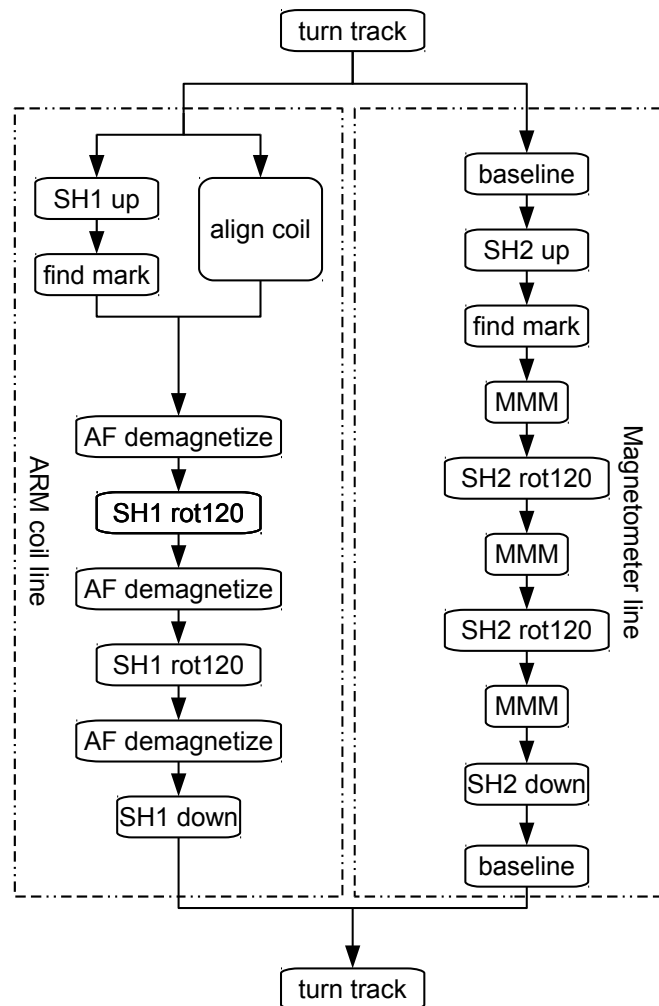 turn track
ARM coil line
SH1 up
find mark
align coil
AF demagnetize
SH1 rot120
AF demagnetize
SH1 rot120
AF demagnetize
SH1 down
Magnetometer line
baseline
SH2 up
find mark
MMM
SH2 rot120
MMM
SH2 rot120
MMM
SH2 down
baseline
turn track